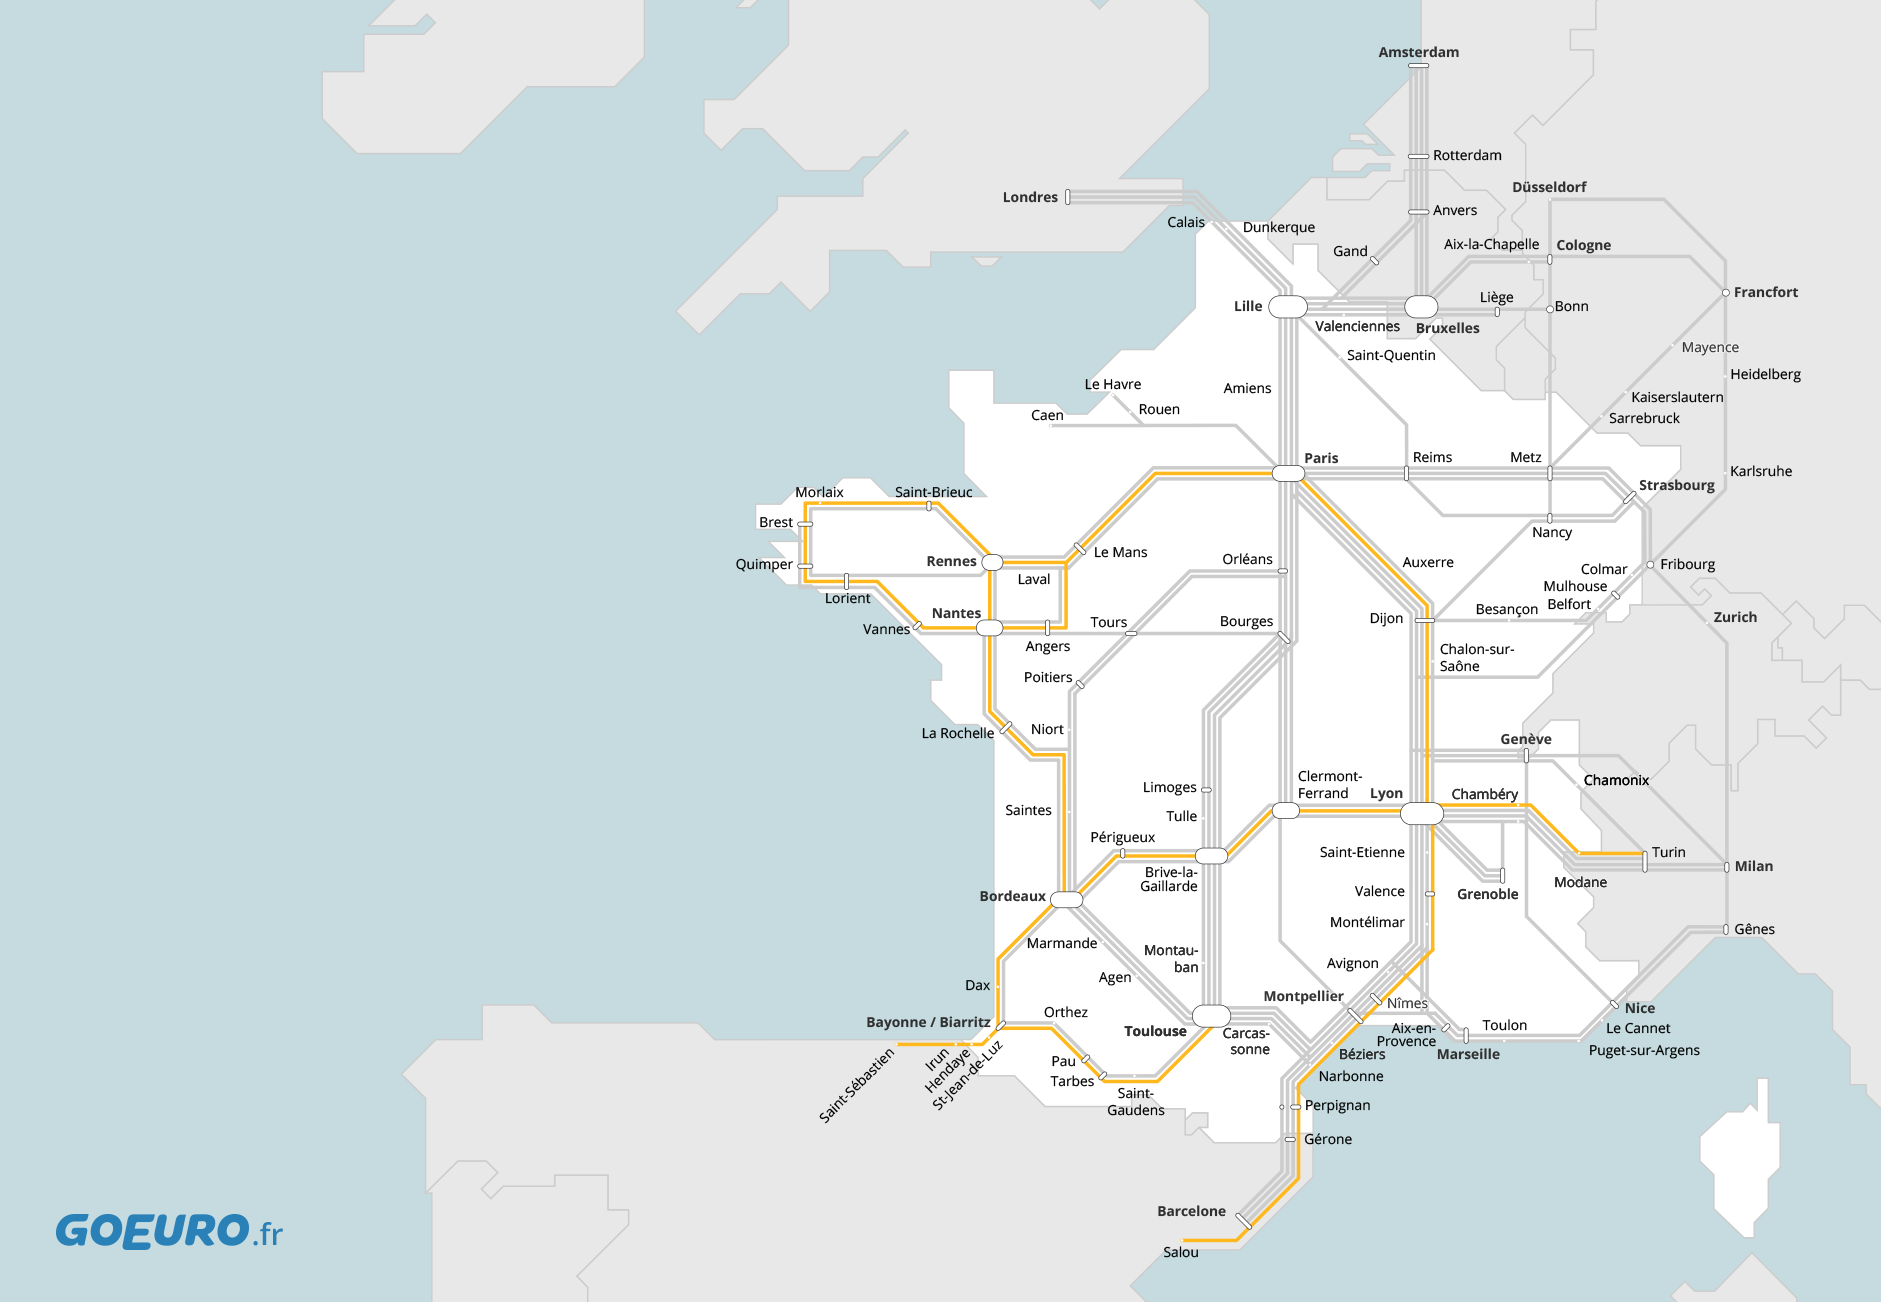 Amsterdam
Rotterdam
Düsseldorf
Londres
Anvers
Calais
Dunkerque
Gand
Aix-la-Chapelle
Cologne
Francfort
Liège
Lille
Bonn
Valenciennes
Bruxelles
Mayence
Saint-Quentin
Heidelberg
Le Havre
Amiens
Kaiserslautern
Rouen
Caen
Sarrebruck
Paris
Reims
Metz
Karlsruhe
Strasbourg
Morlaix
Saint-Brieuc
Brest
Nancy
Le Mans
Orléans
Rennes
Auxerre
Quimper
Fribourg
Colmar
Laval
Mulhouse
Lorient
Belfort
Besançon
Nantes
Zurich
Dijon
Tours
Bourges
Vannes
Angers
Chalon-sur-
Saône
Poitiers
Niort
La Rochelle
Genève
Clermont-
Ferrand
Chamonix
Limoges
Lyon
Chambéry
Saintes
Tulle
Périgueux
Saint-Etienne
Turin
Milan
Brive-la-
Gaillarde
Modane
Valence
Grenoble
Bordeaux
Montélimar
Gênes
Marmande
Montau-
ban
Avignon
Agen
Dax
Montpellier
Nîmes
Nice
Orthez
Bayonne / Biarritz
Toulouse
Carcas-
sonne
Aix-en-
Provence
Toulon
Le Cannet
Marseille
Puget-sur-Argens
Béziers
Pau
Narbonne
Tarbes
Saint-Sébastien
Irun
Hendaye
St-Jean-de-Luz
Saint-
Gaudens
Perpignan
Gérone
Barcelone
Salou
GOEURO.fr